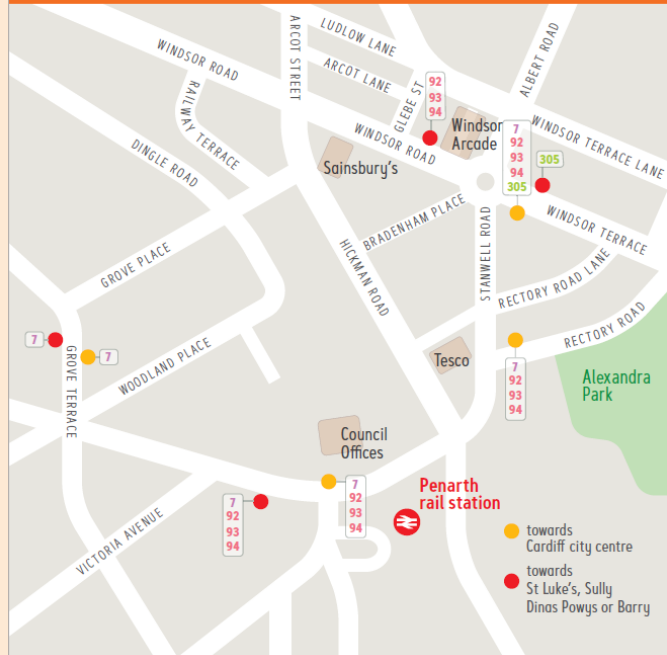 LUDLOW LANE
ALBERT ROAD
WINDSOR ROAD
ARCOT STREET
ARCOT LANE
GLEBE ST
92
93
94
RAILWAY TERRACE
WINDSOR ROAD
Windsor
Arcade
7
92
93
94
305
305
WINDSOR TERRACE LANE
DINGLE ROAD
Sainsbury's
WINDSOR TERRACE
BRADENHAM PLACE
STANWELL ROAD
GROVE PLACE
HICKMAN ROAD
RECTORY ROAD LANE
RECTORY ROAD
7
7
GROVE TERRACE
WOODLAND PLACE
Tesco
7
92
93
94
Alexandra
Park
Council
Offices
7
92
93
94
7
92
93
94
Penarth
rail station
VICTORIA AVENUE
towards
Cardiff city centre
towards
St Luke's, Sully
Dinas Powys or Barry